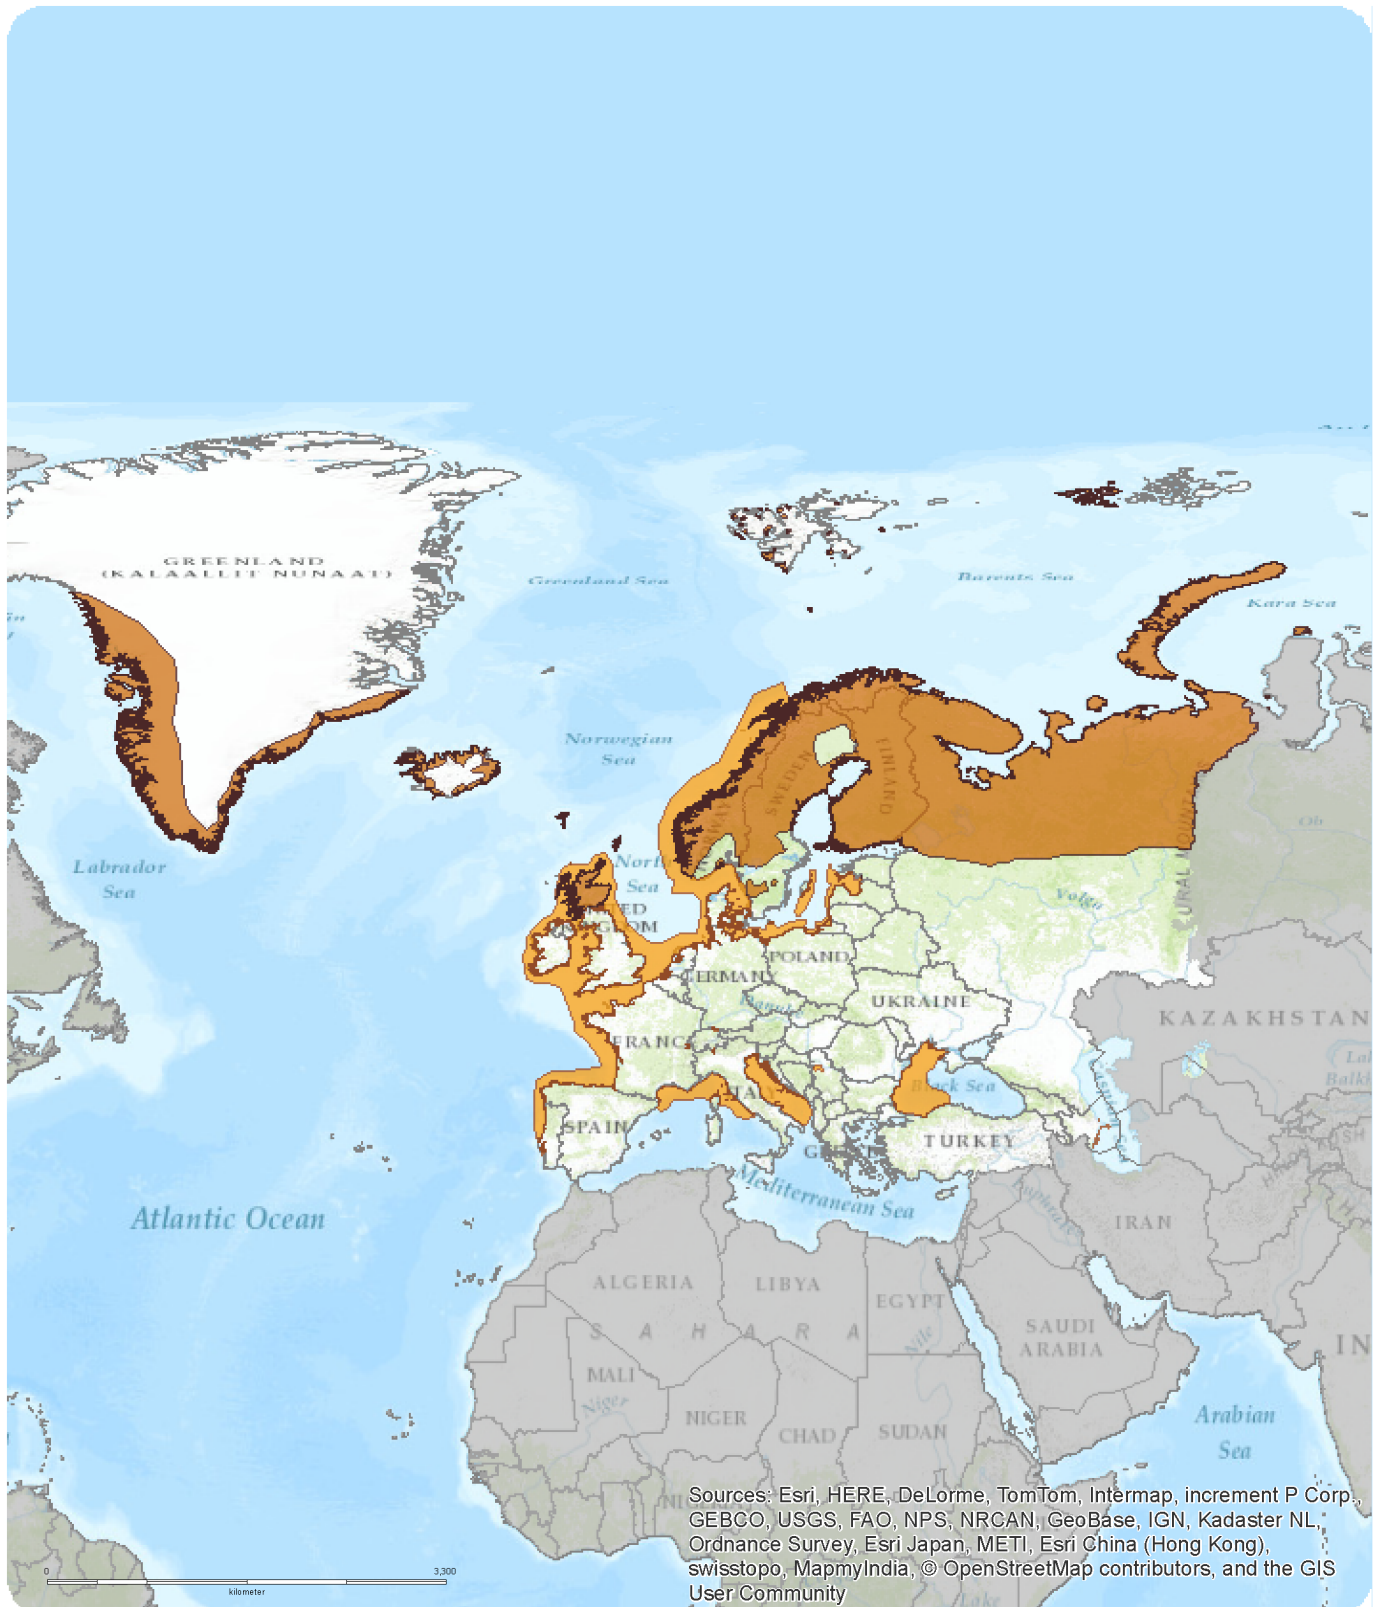 GREENLAND
(KALAALLIT NUNAAT)
Greenland Sea
Barents Sea
Kara Sea
Norwegian
Sea
SWEDEN
FINLAND
Ob
Labrador
Sea
Sea
Volga
POLAND
GERMANY
UKRAINE
KAZAKHSTAN
FRANCE
Black Sea
SPAIN
TURKEY
Mediterranean Sea
Atlantic Ocean
IRAN
ALGERIA
LIBYA
EGYPT
SAHARA
Nile
SAUDI
ARABIA
MALI
Niger
NIGER
CHAD
SUDAN
Arabian
Sea
Sources: Esri, HERE, DeLorme, TomTom, Intermap, increment P Corp.,
GEBCO, USGS, FAO, NPS, NRCAN, GeoBase, IGN, Kadaster NL,
Ordnance Survey, Esri Japan, METI, Esri China (Hong Kong),
swisstopo, MapmyIndia, © OpenStreetMap contributors, and the GIS
User Community
0 3,300
kilometer